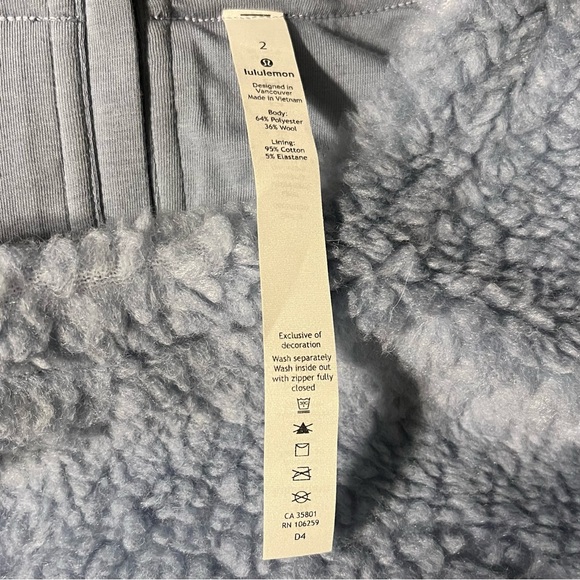 2
lululemon
Designed in
Vancouver
Made in Vietnam
Body:
64% Polyester
36% Wool
Lining:
95% Cotton
5% Elastane
Exclusive of
decoration
Wash separately
Wash inside out
with zipper fully
closed
CA 35801
RN 106259
D4